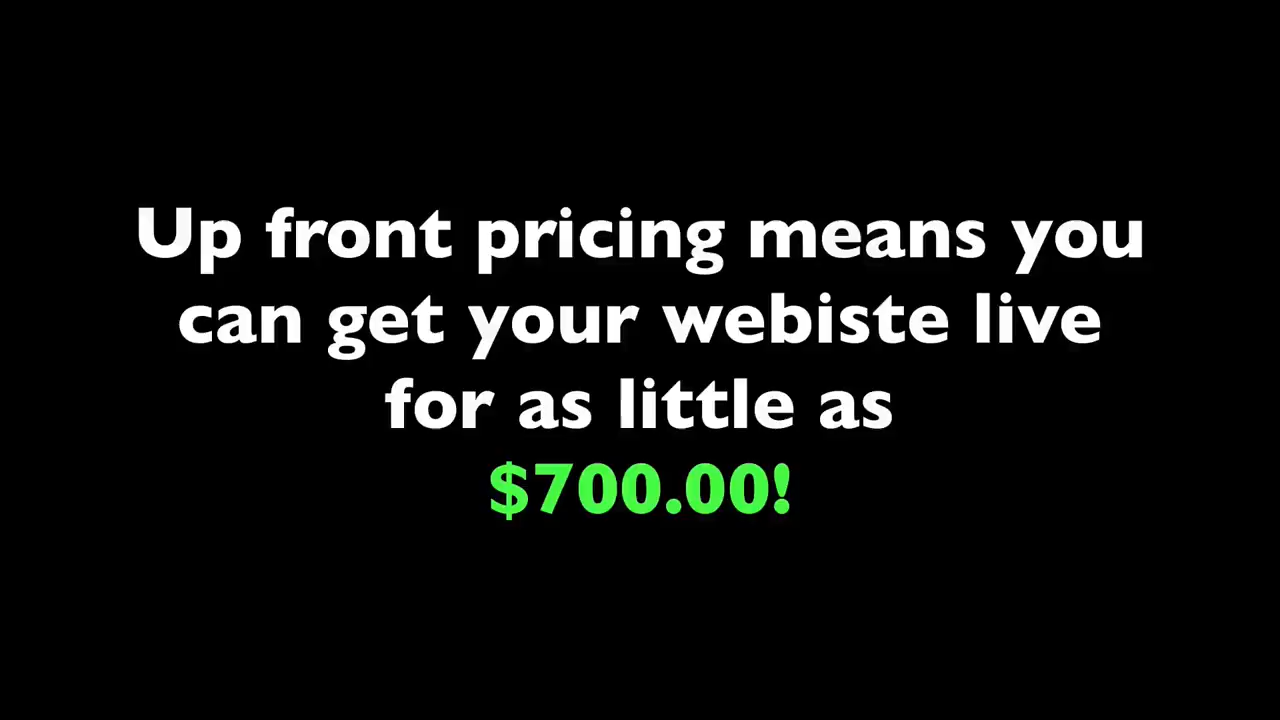 Up front pricing means you
can get your webiste live
for as little as
$700.00!